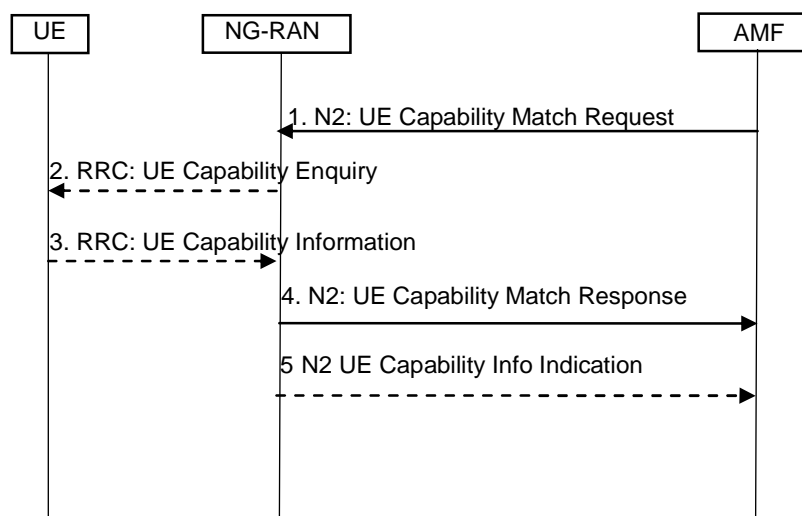 UE
NG-RAN
AMF
1. N2: UE Capability Match Request
2. RRC: UE Capability Enquiry
3. RRC: UE Capability Information
4. N2: UE Capability Match Response
5 N2 UE Capability Info Indication